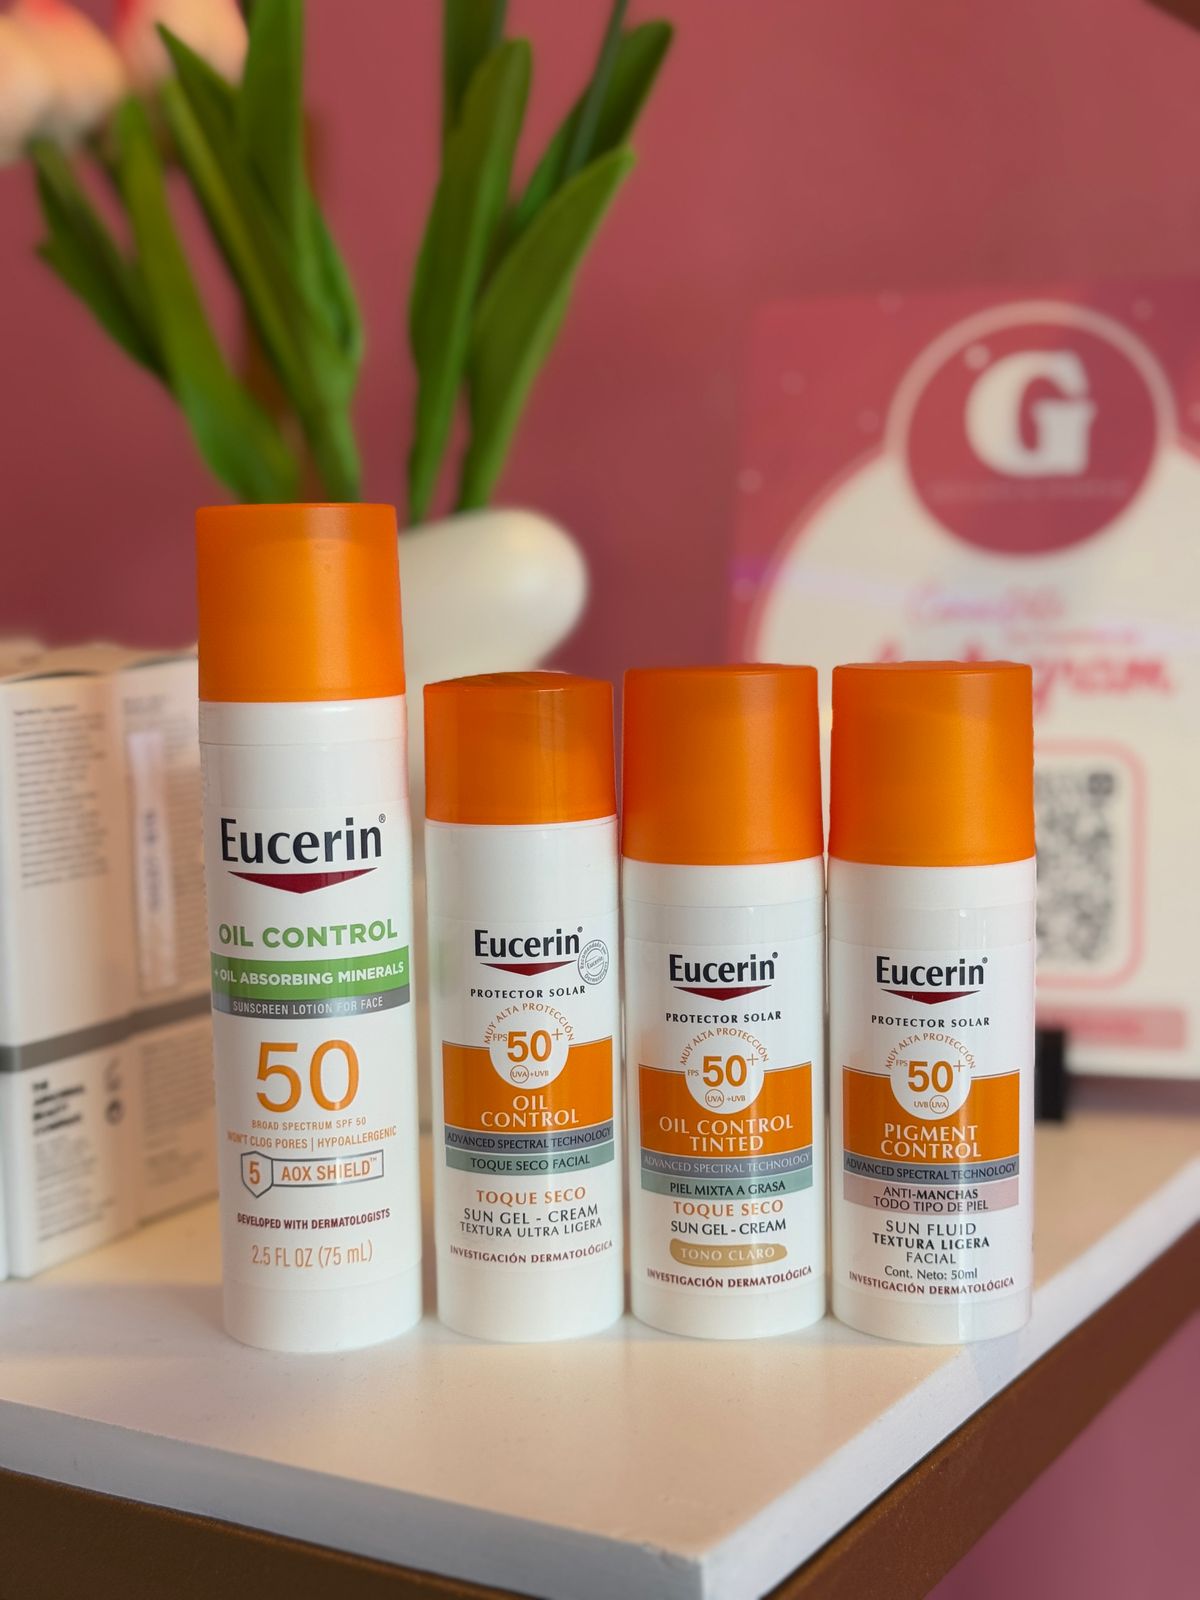 G
Eucerin®
OIL CONTROL
+ OIL ABSORBING MINERALS
SUNSCREEN LOTION FOR FACE
50
BROAD SPECTRUM SPF 50
WON'T CLOG PORES | HYPOALLERGENIC
5 AOX SHIELD™
DEVELOPED WITH DERMATOLOGISTS
2.5 FL OZ (75 mL)
Eucerin®
PROTECTOR SOLAR
MUY ALTA PROTECCIÓN
FPS 50+
UVA +UVB
OIL
CONTROL
ADVANCED SPECTRAL TECHNOLOGY
TOQUE SECO FACIAL
TOQUE SECO
SUN GEL - CREAM
TEXTURA ULTRA LIGERA
INVESTIGACIÓN DERMATOLÓGICA
Eucerin®
PROTECTOR SOLAR
MUY ALTA PROTECCIÓN
FPS 50+
UVA +UVB
OIL CONTROL
TINTED
ADVANCED SPECTRAL TECHNOLOGY
PIEL MIXTA A GRASA
TOQUE SECO
SUN GEL - CREAM
TONO CLARO
INVESTIGACIÓN DERMATOLÓGICA
Eucerin®
PROTECTOR SOLAR
MUY ALTA PROTECCIÓN
FPS 50+
UVB UVA
PIGMENT
CONTROL
ADVANCED SPECTRAL TECHNOLOGY
ANTI-MANCHAS
TODO TIPO DE PIEL
SUN FLUID
TEXTURA LIGERA
FACIAL
Cont. Neto: 50ml
INVESTIGACIÓN DERMATOLÓGICA